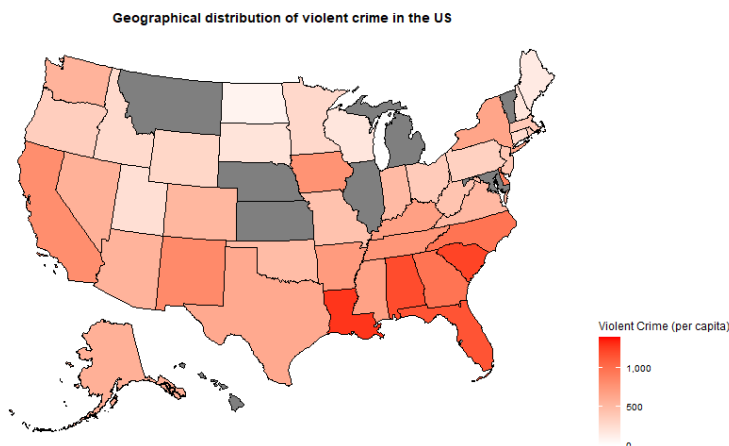 Geographical distribution of violent crime in the US
Violent Crime (per capita)
1,000
500
0